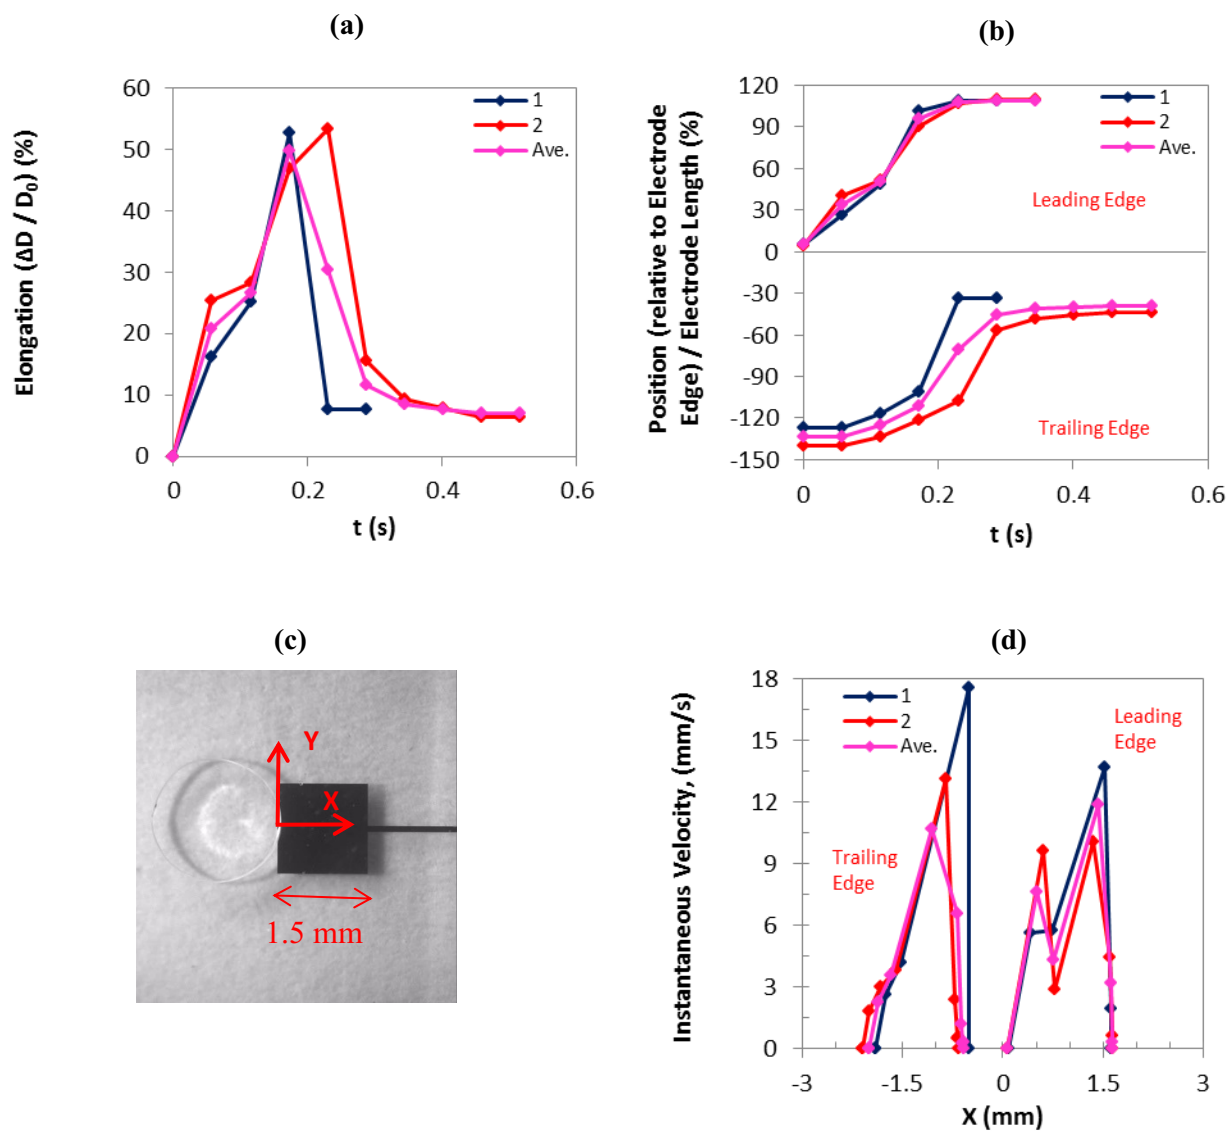 (a)
Elongation (ΔD / D₀) (%)
60
50
40
30
20
10
0
0
0.2
0.4
0.6
t (s)
1
2
Ave.
(b)
Position (relative to Electrode
Edge) / Electrode Length (%)
120
90
60
30
0
-30
-60
-90
-120
-150
0
0.2
0.4
0.6
t (s)
1
2
Ave.
Leading Edge
Trailing Edge
(c)
Y
X
1.5 mm
(d)
Instantaneous Velocity, (mm/s)
18
15
12
9
6
3
0
-3
-1.5
0
1.5
3
X (mm)
1
2
Ave.
Leading
Edge
Trailing
Edge